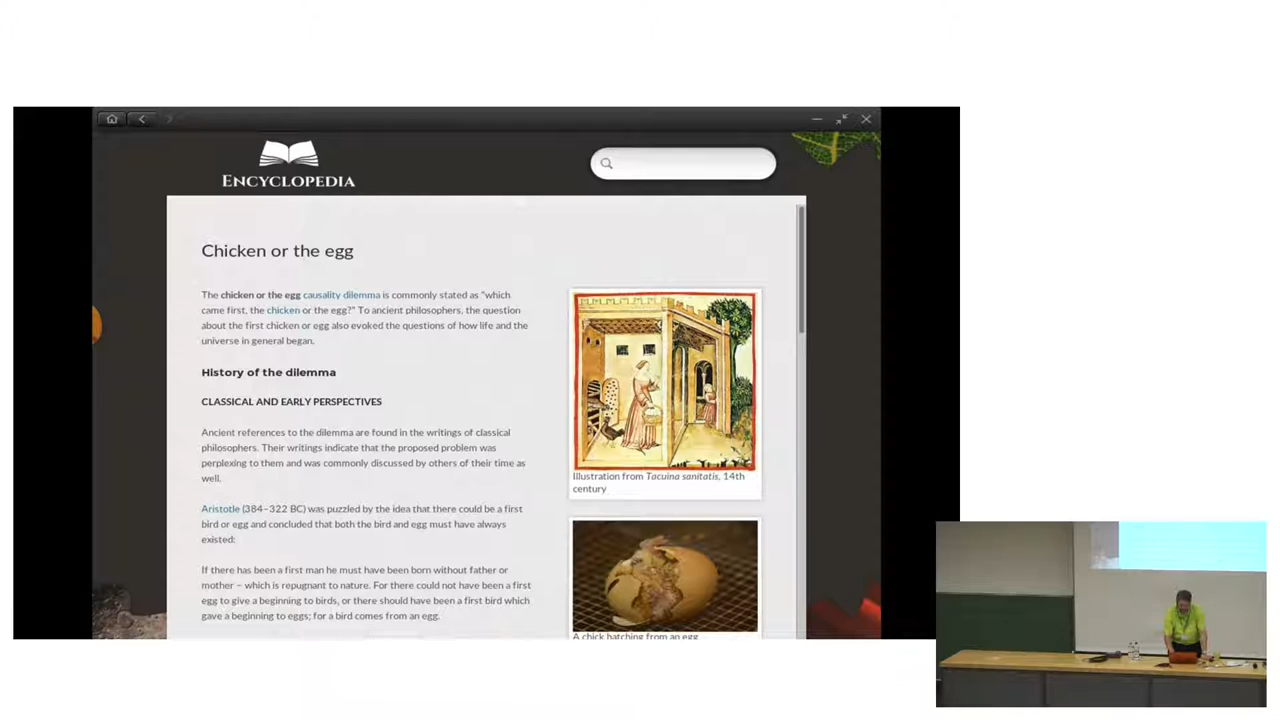 ENCYCLOPEDIA
Chicken or the egg
The chicken or the egg causality dilemma is commonly stated as "which
came first, the chicken or the egg?" To ancient philosophers, the question
about the first chicken or egg also evoked the questions of how life and the
universe in general began.
History of the dilemma
CLASSICAL AND EARLY PERSPECTIVES
Ancient references to the dilemma are found in the writings of classical
philosophers. Their writings indicate that the proposed problem was
perplexing to them and was commonly discussed by others of their time as
well.
Aristotle (384–322 BC) was puzzled by the idea that there could be a first
bird or egg and concluded that both the bird and egg must have always
existed:
If there has been a first man he must have been born without father or
mother – which is repugnant to nature. For there could not have been a first
egg to give a beginning to birds, or there should have been a first bird which
gave a beginning to eggs; for a bird comes from an egg.
Illustration from Tacuina sanitatis, 14th
century
A chick hatching from an egg